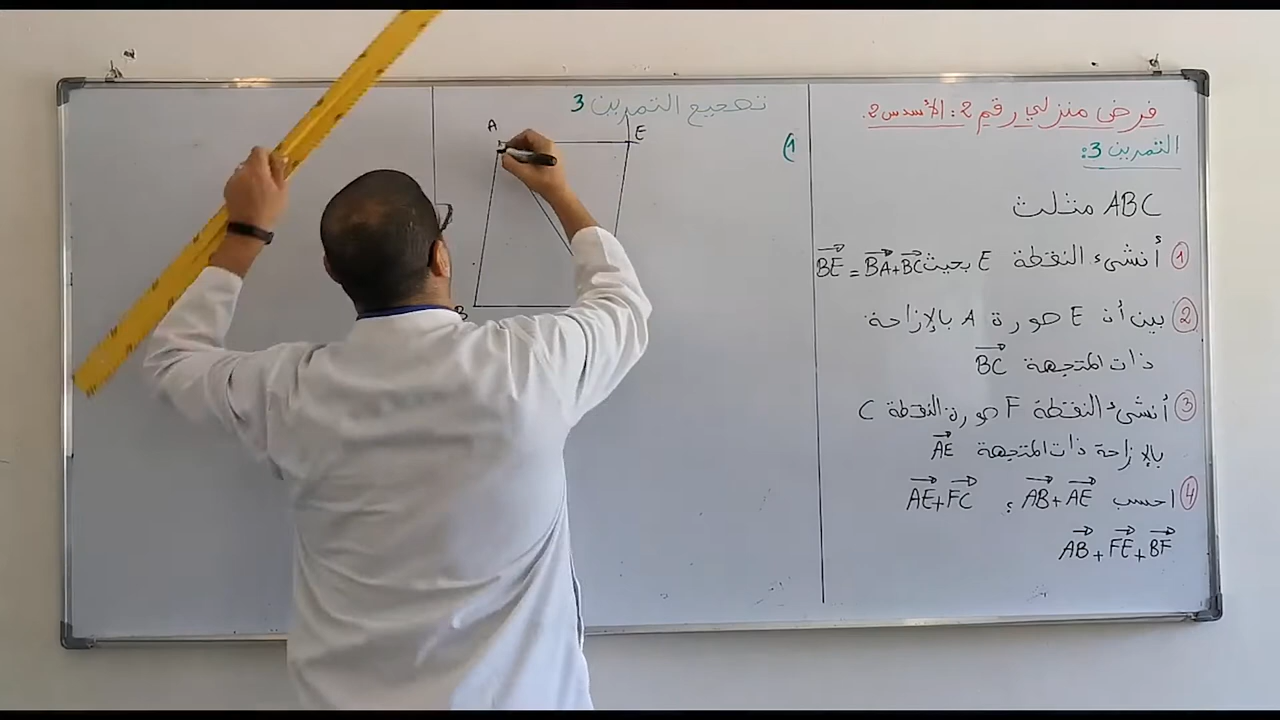 فرض منزلي رقم 2: الأسدس 2.
التمرين 3:
ABC مثلث
① أنشىء النقطة E بحيث BE = BA + BC
② بين أن E صورة A بالإزاحة
ذات المتجهة BC
③ أنشىء النقطة F صورة النقطة C
بالإزاحة ذات المتجهة AE
④ احسب AB + AE ؛ AE + FC
AB + FE + BF
تصحيح التمرين 3
1)
A
E
B